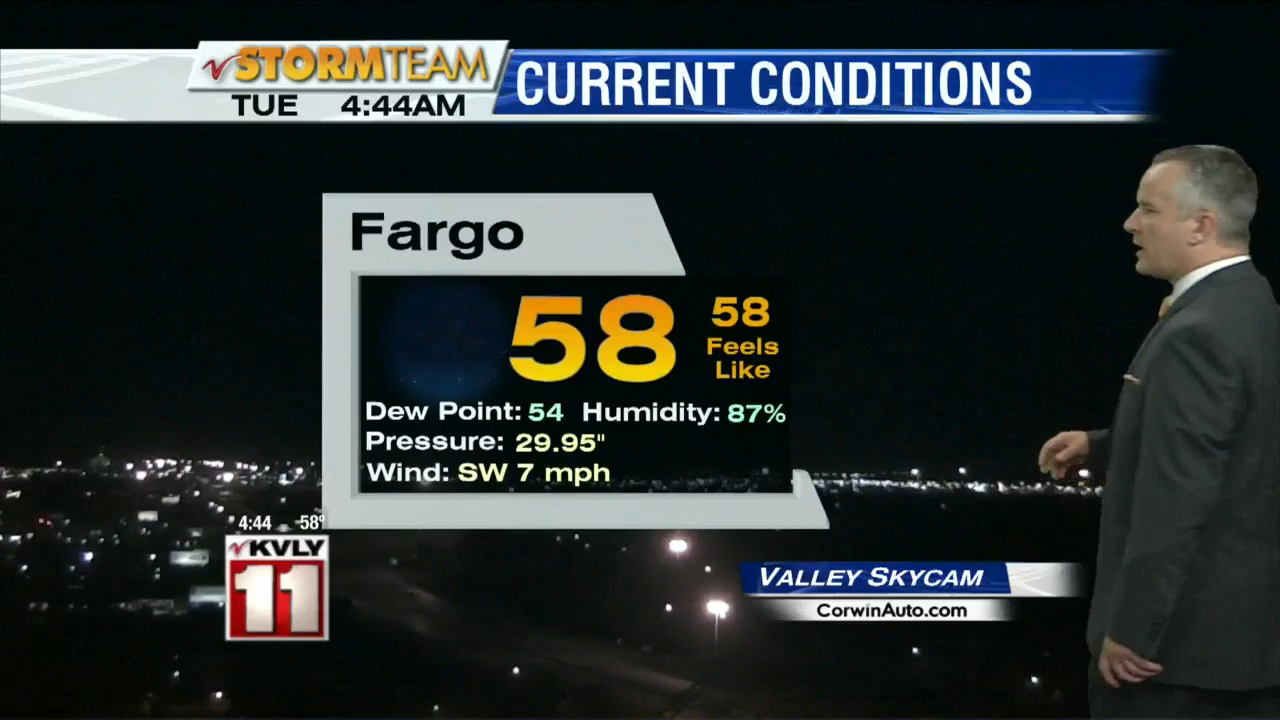 STORMTEAM
TUE 4:44AM
CURRENT CONDITIONS
Fargo
58
58
Feels
Like
Dew Point: 54 Humidity: 87%
Pressure: 29.95"
Wind: SW 7 mph
4:44 58°
KVLY
11
VALLEY SKYCAM
CorwinAuto.com